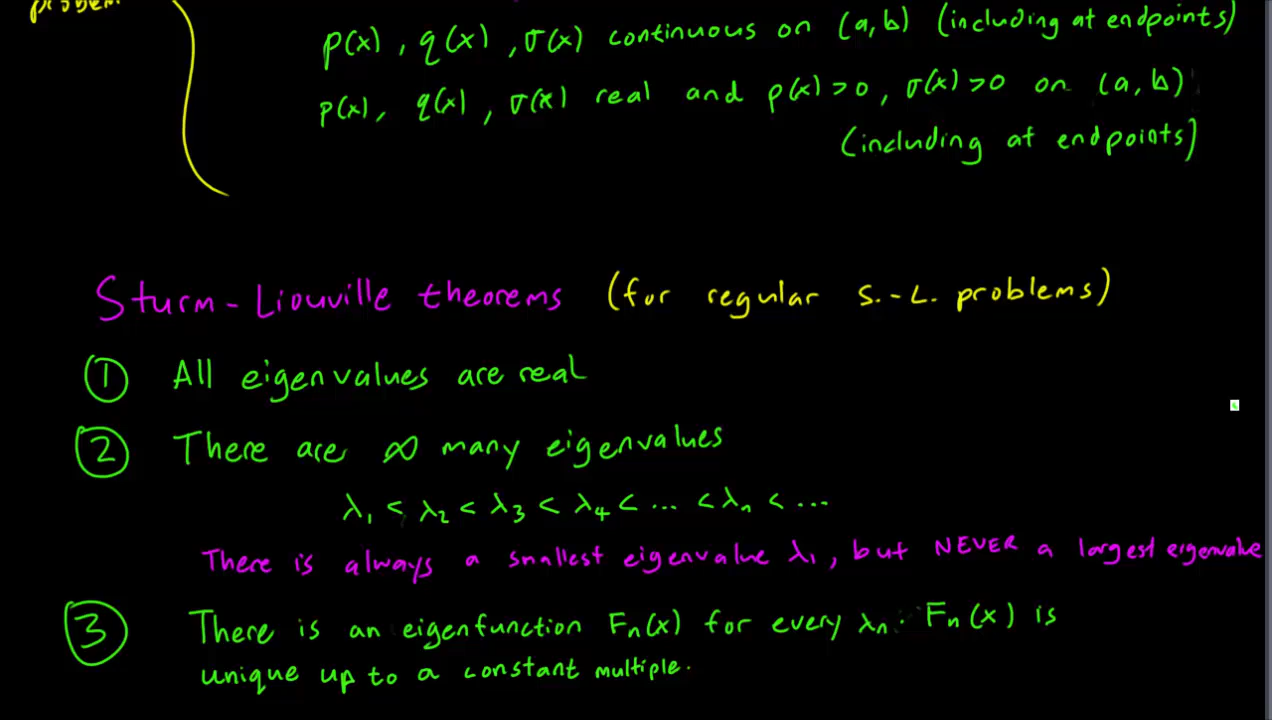 problem
p(x), q(x), σ(x) continuous on (a,b) (including at endpoints)
p(x), q(x), σ(x) real and p(x)>0, σ(x)>0 on (a,b)
(including at endpoints)
Sturm-Liouville theorems (for regular S.-L. problems)
① All eigenvalues are real
② There are ∞ many eigenvalues
λ₁ < λ₂ < λ₃ < λ₄ < ... < λₙ < ...
There is always a smallest eigenvalue λ₁, but NEVER a largest eigenvalue
③ There is an eigenfunction Fₙ(x) for every λₙ. Fₙ(x) is
unique up to a constant multiple.